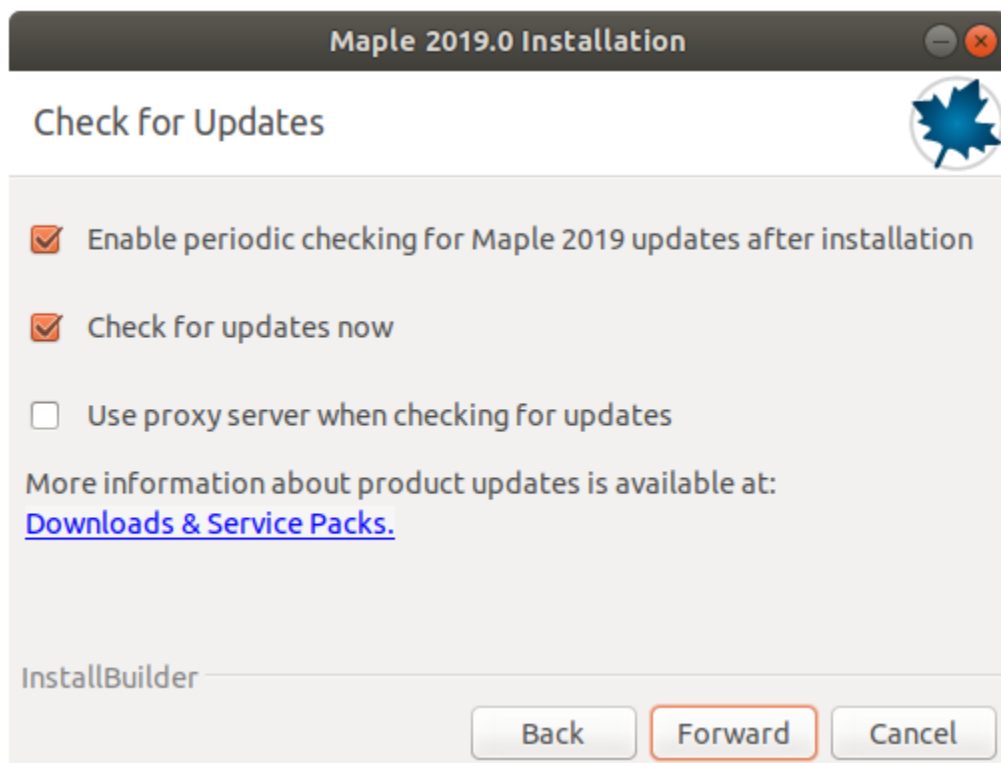 Maple 2019.0 Installation
Check for Updates
Enable periodic checking for Maple 2019 updates after installation
Check for updates now
Use proxy server when checking for updates
More information about product updates is available at:
Downloads & Service Packs.
InstallBuilder
Back Forward Cancel